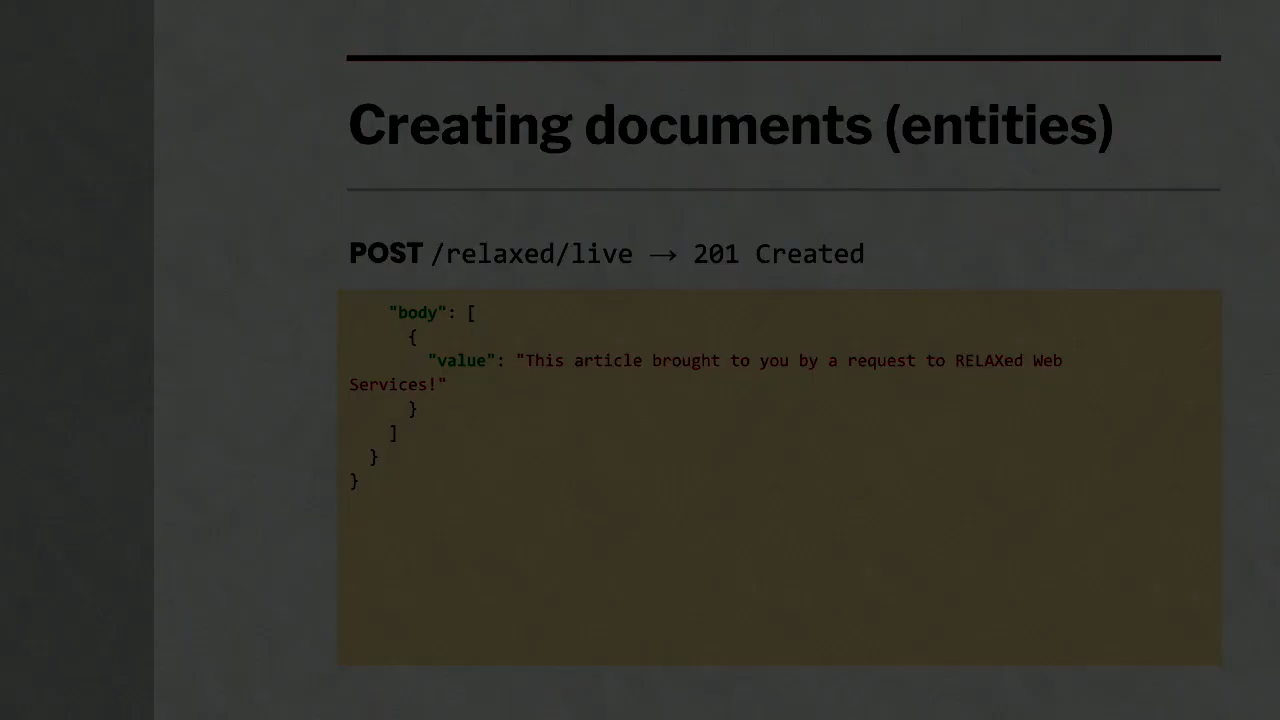 Creating documents (entities)
POST /relaxed/live → 201 Created
"body": [
{
"value": "This article brought to you by a request to RELAXed Web
Services!"
}
]
}
}